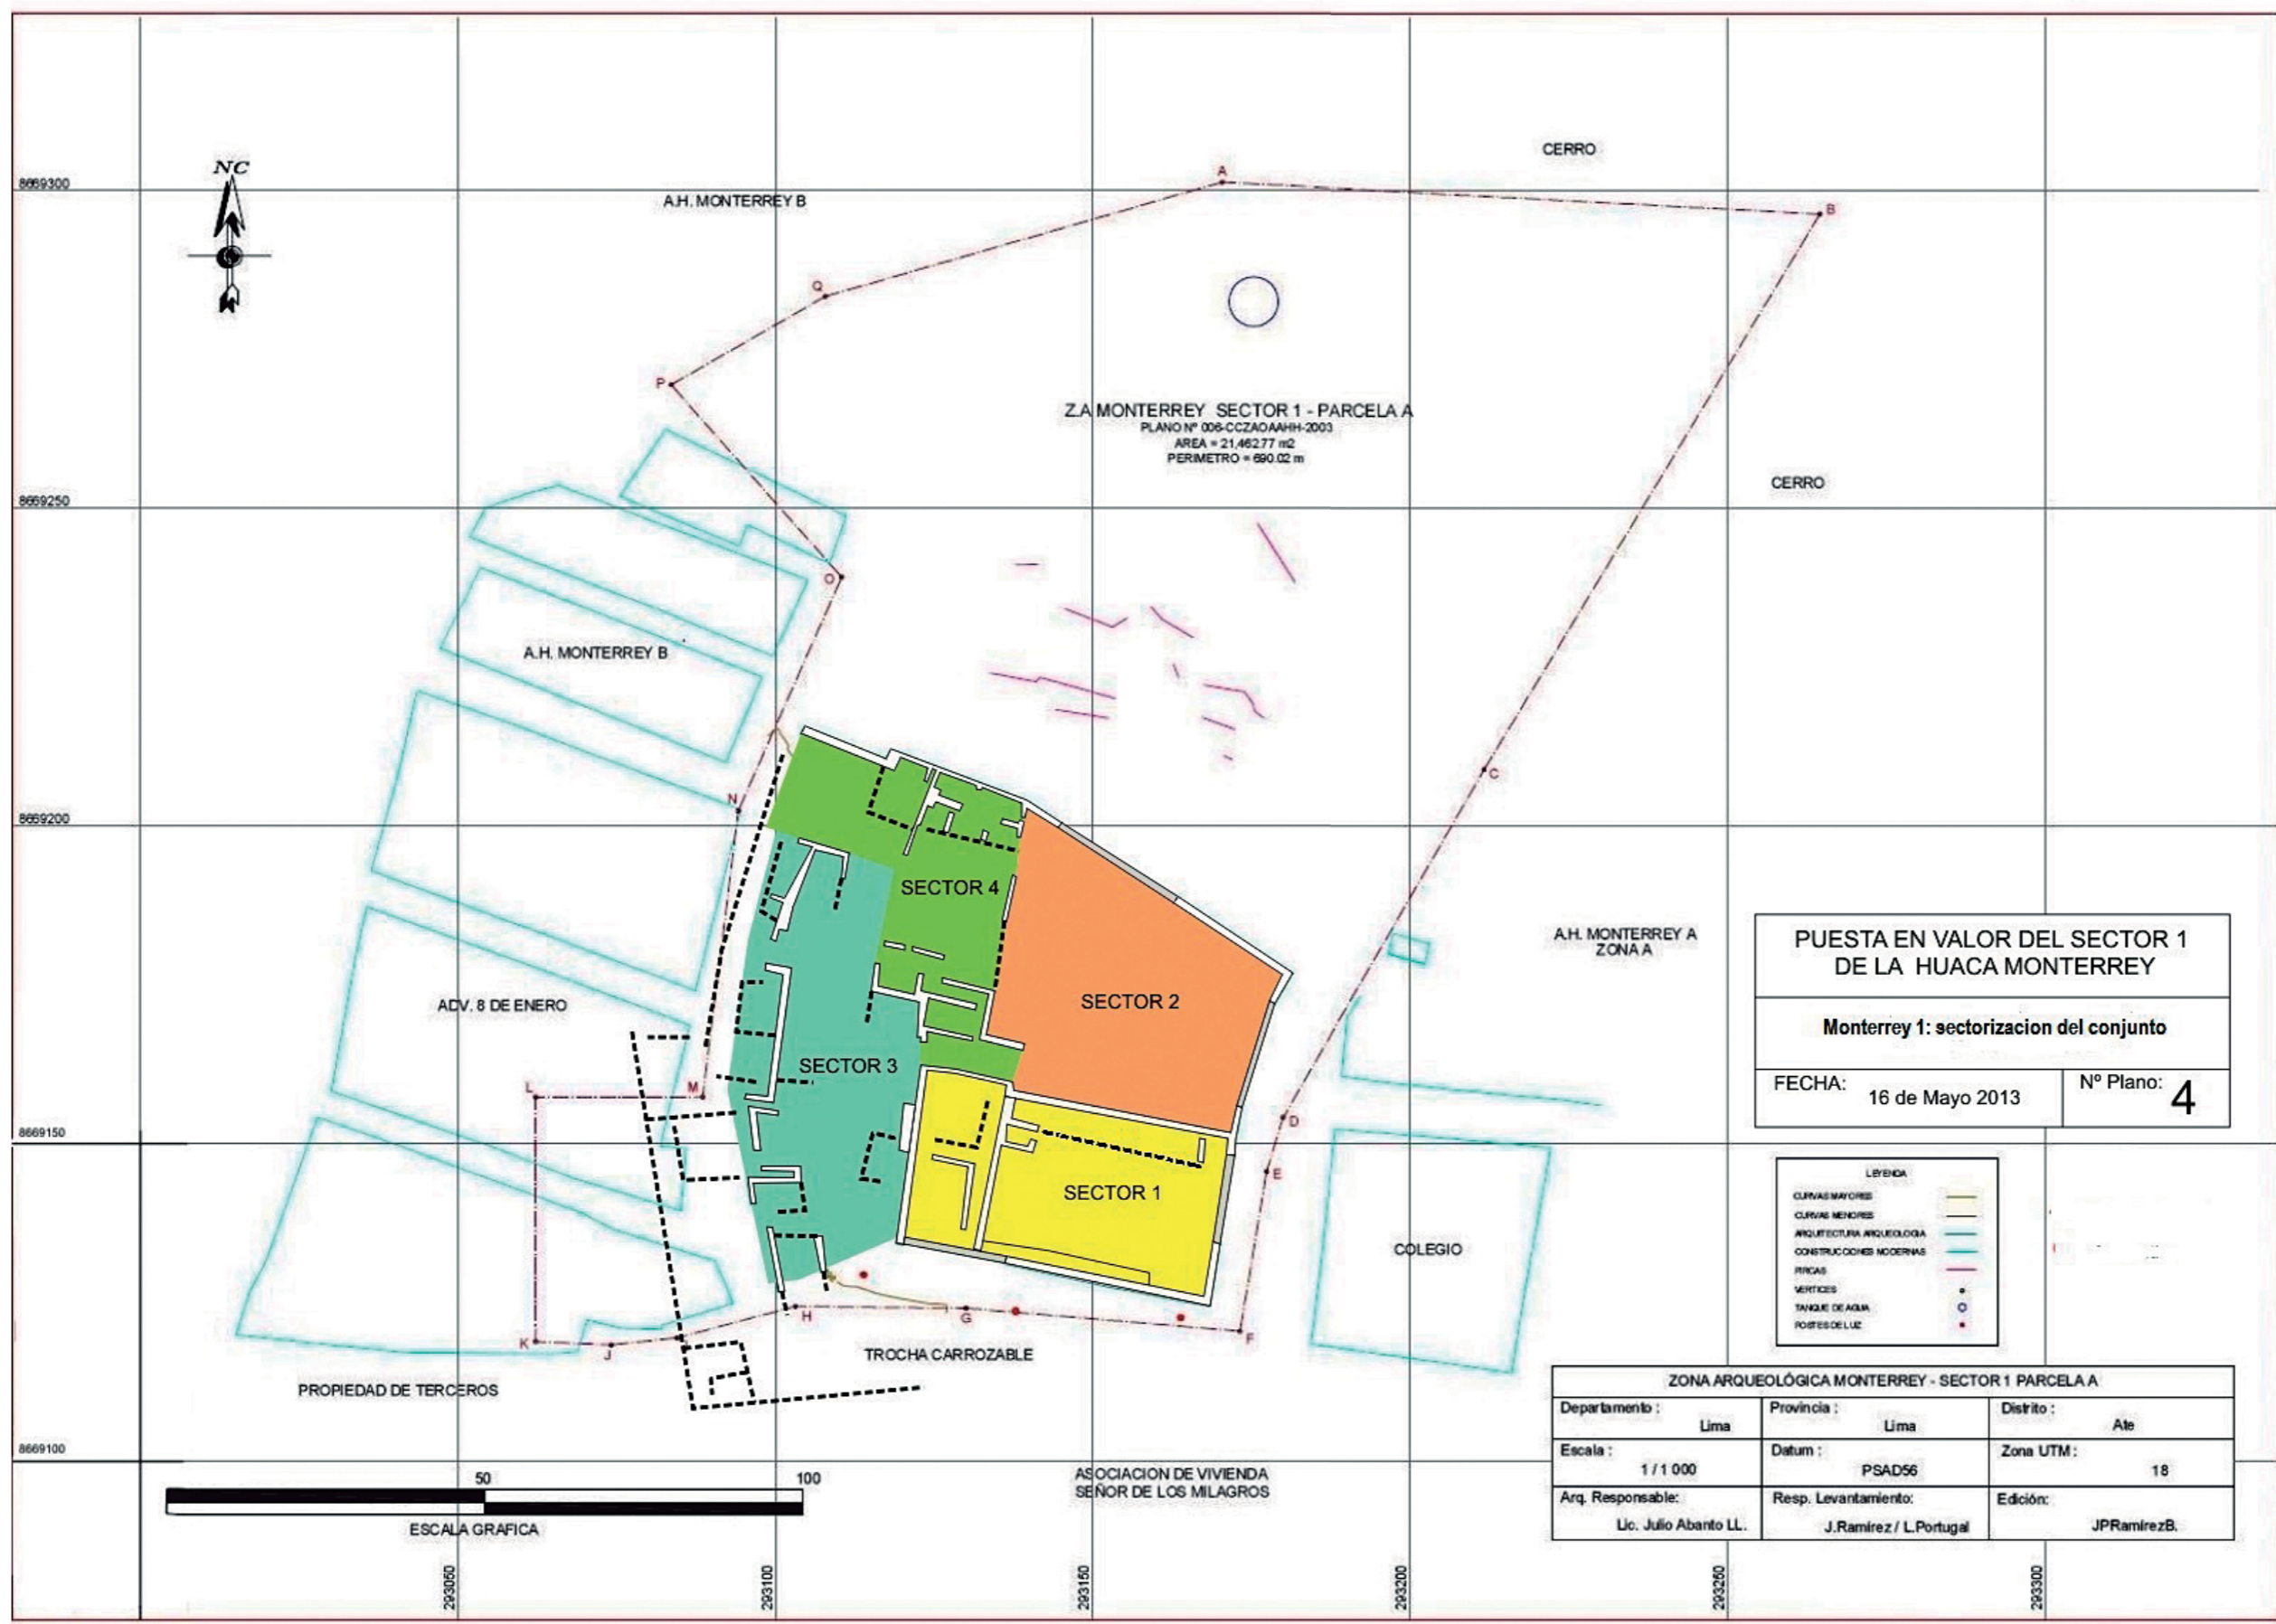 NC
CERRO
A
8669300
A.H. MONTERREY B
B
Q
P
Z.A MONTERREY SECTOR 1 - PARCELA A
PLANO Nº 006-CCZAOAAHH-2003
AREA = 21,462.77 m2
PERIMETRO = 690.02 m
CERRO
8669250
O
A.H. MONTERREY B
C
N
8669200
SECTOR 4
A.H. MONTERREY A
ZONA A
PUESTA EN VALOR DEL SECTOR 1
DE LA HUACA MONTERREY
SECTOR 2
ADV. 8 DE ENERO
Monterrey 1: sectorizacion del conjunto
SECTOR 3
L
M
FECHA:
16 de Mayo 2013
Nº Plano:
4
D
8669150
E
SECTOR 1
LEYENDA
CURVAS MAYORES
CURVAS MENORES
ARQUITECTURA ARQUEOLOGIA
CONSTRUCCIONES MODERNAS
PIRCAS
VERTICES
TANQUE DE AGUA
POSTES DE LUZ
COLEGIO
H
G
F
K
J
TROCHA CARROZABLE
PROPIEDAD DE TERCEROS
ZONA ARQUEOLÓGICA MONTERREY - SECTOR 1 PARCELA A
Departamento :
Lima
Provincia :
Lima
Distrito :
Ate
8669100
Escala :
1 / 1 000
Datum :
PSAD56
Zona UTM :
18
50
100
ESCALA GRAFICA
ASOCIACION DE VIVIENDA
SEÑOR DE LOS MILAGROS
Arq. Responsable:
Lic. Julio Abanto LL.
Resp. Levantamiento:
J.Ramírez / L.Portugal
Edición:
JPRamírezB.
293050
293100
293150
293200
293250
293300